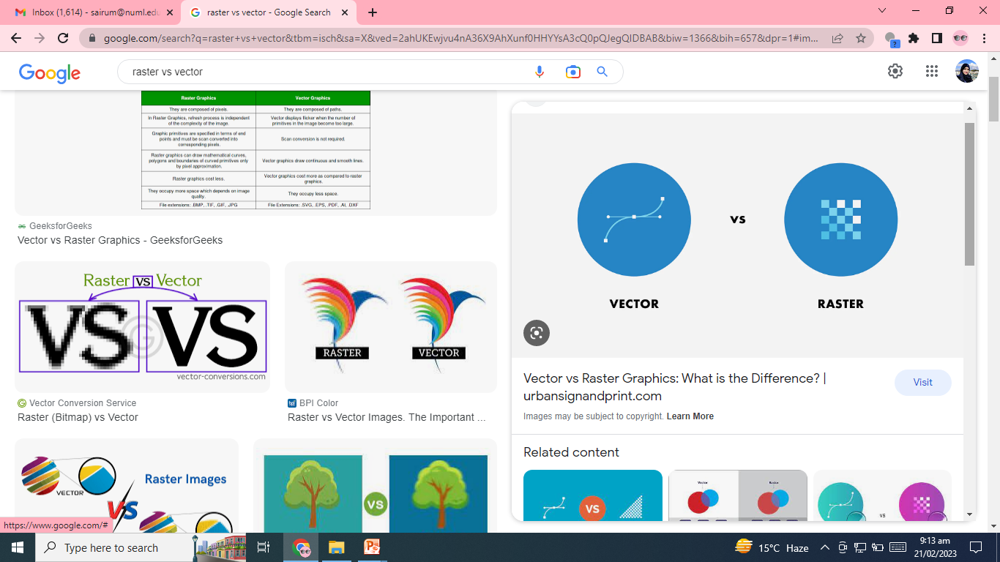 Inbox (1,614) - sairum@numl.edu
raster vs vector - Google Search
google.com/search?q=raster+vs+vector&tbm=isch&sa=X&ved=2ahUKEwjvu4nA36X9AhXunf0HHYYsA3cQ0pQJegQIDBAB&biw=1366&bih=657&dpr=1#im...
Google
raster vs vector
Raster Graphics Vector Graphics
They are composed of pixels. They are composed of paths.
In Raster Graphics, refresh process is independent of the complexity of the image. Vector displays flicker when the number of primitives in the image become too large.
Graphic primitives are specified in terms of end points and must be scan converted into corresponding pixels. Scan conversion is not required.
Raster graphics can draw mathematical curves, polygons and boundaries of curved primitives only by pixel approximation. Vector graphics draw continuous and smooth lines.
Raster graphics cost less. Vector graphics cost more as compared to raster graphics.
They occupy more space which depends on image quality. They occupy less space.
File extensions: .BMP, .TIF, .GIF, .JPG File Extensions: .SVG, .EPS, .PDF, .AI, .DXF
GeeksforGeeks
Vector vs Raster Graphics - GeeksforGeeks
Raster vs Vector
VS VS
G
vector-conversions.com
Vector Conversion Service
Raster (Bitmap) vs Vector
RASTER VECTOR
BPI Color
Raster vs Vector Images. The Important ...
VECTOR
VS
Raster Images
VS
https://www.google.com/#
VS
VECTOR
RASTER
Vector vs Raster Graphics: What is the Difference? |
urbansignandprint.com
Visit
Images may be subject to copyright. Learn More
Related content
VS
Vector Raster
VS
Type here to search
15°C Haze
9:13 am
21/02/2023